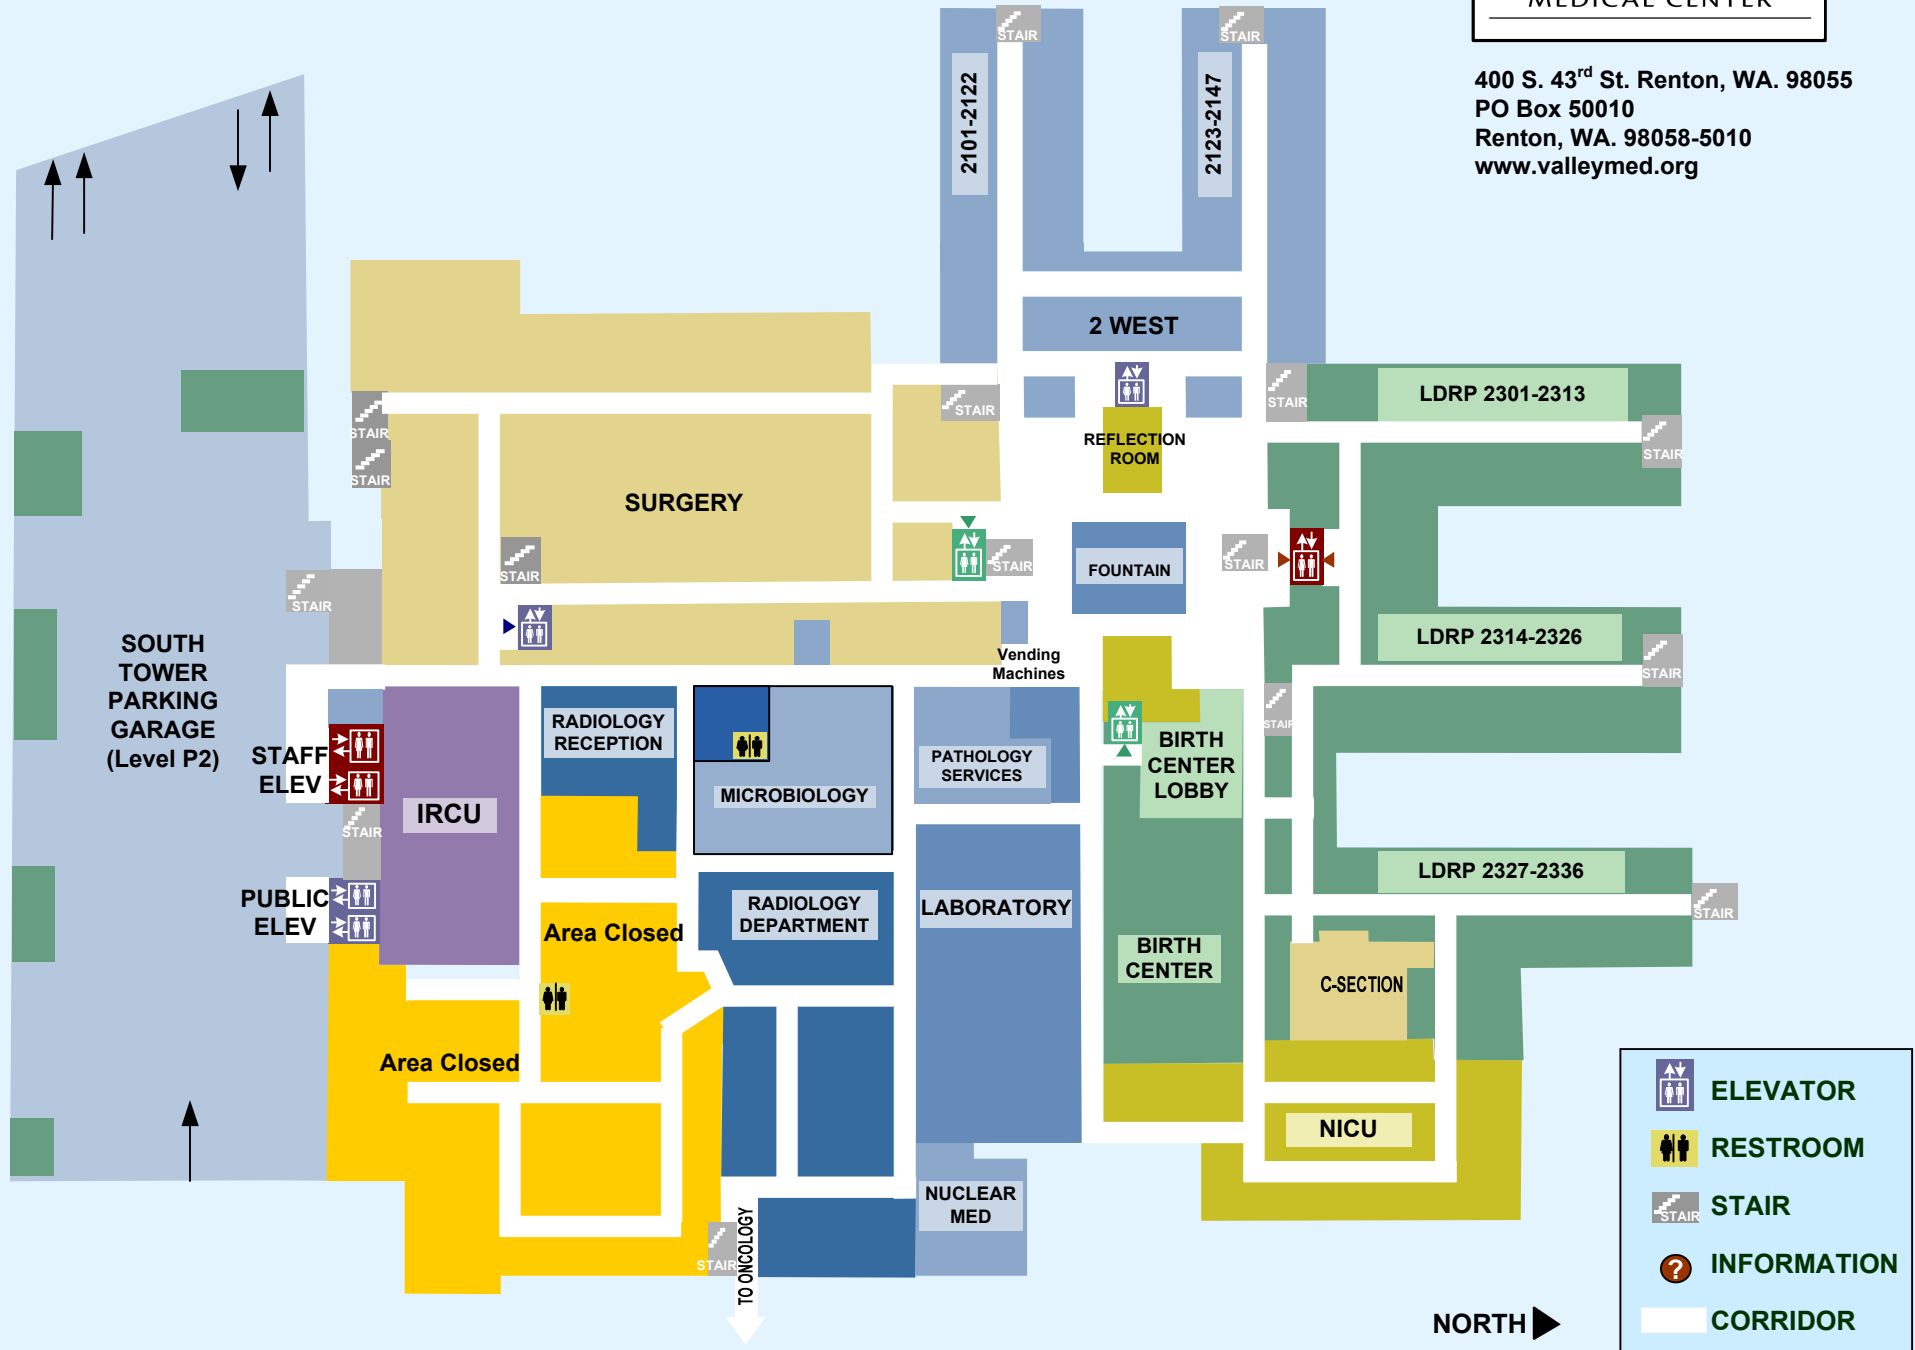 MEDICAL CENTER
400 S. 43rd St. Renton, WA. 98055
PO Box 50010
Renton, WA. 98058-5010
www.valleymed.org
STAIR
STAIR
2101-2122
2123-2147
2 WEST
STAIR
STAIR
STAIR
STAIR
LDRP 2301-2313
STAIR
REFLECTION
ROOM
SURGERY
STAIR
STAIR
STAIR
FOUNTAIN
STAIR
SOUTH
TOWER
PARKING
GARAGE
(Level P2)
LDRP 2314-2326
STAIR
Vending
Machines
STAIR
STAFF
ELEV
STAIR
PUBLIC
ELEV
IRCU
RADIOLOGY
RECEPTION
MICROBIOLOGY
PATHOLOGY
SERVICES
BIRTH
CENTER
LOBBY
LDRP 2327-2336
STAIR
RADIOLOGY
DEPARTMENT
LABORATORY
Area Closed
BIRTH
CENTER
C-SECTION
Area Closed
NICU
NUCLEAR
MED
STAIR
TO ONCOLOGY
NORTH
ELEVATOR
RESTROOM
STAIR
STAIR
?
INFORMATION
CORRIDOR